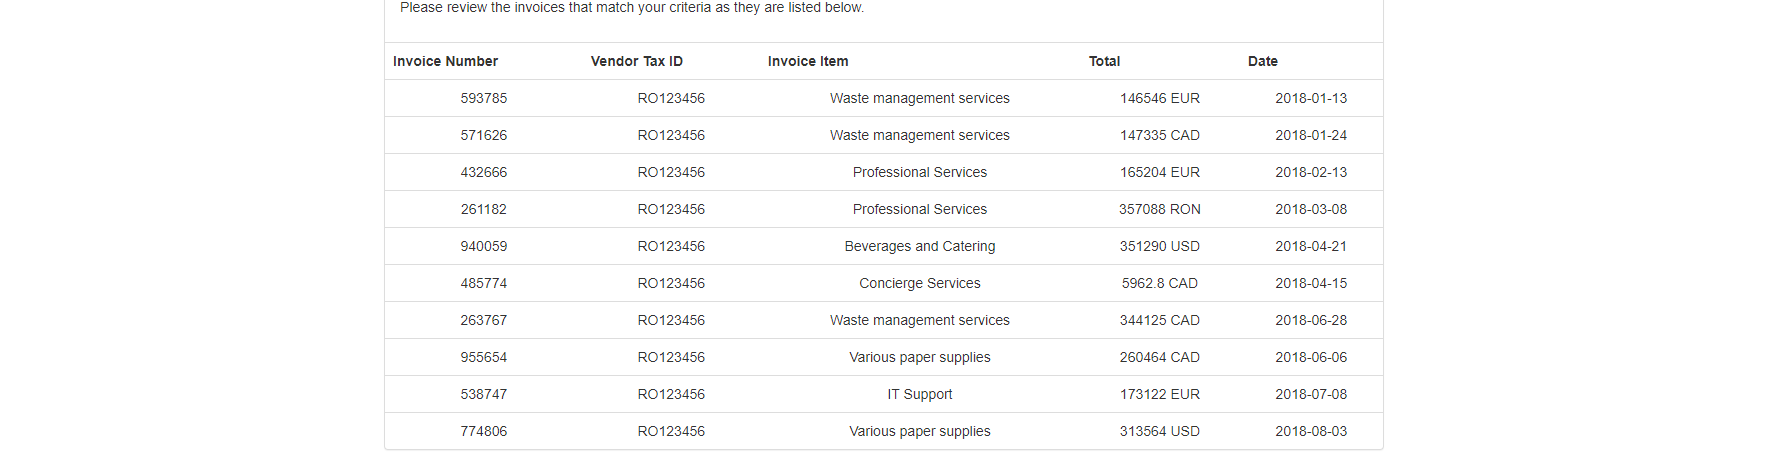 Please review the invoices that match your criteria as they are listed below.
Invoice Number Vendor Tax ID Invoice Item Total Date
593785 RO123456 Waste management services 146546 EUR 2018-01-13
571626 RO123456 Waste management services 147335 CAD 2018-01-24
432666 RO123456 Professional Services 165204 EUR 2018-02-13
261182 RO123456 Professional Services 357088 RON 2018-03-08
940059 RO123456 Beverages and Catering 351290 USD 2018-04-21
485774 RO123456 Concierge Services 5962.8 CAD 2018-04-15
263767 RO123456 Waste management services 344125 CAD 2018-06-28
955654 RO123456 Various paper supplies 260464 CAD 2018-06-06
538747 RO123456 IT Support 173122 EUR 2018-07-08
774806 RO123456 Various paper supplies 313564 USD 2018-08-03